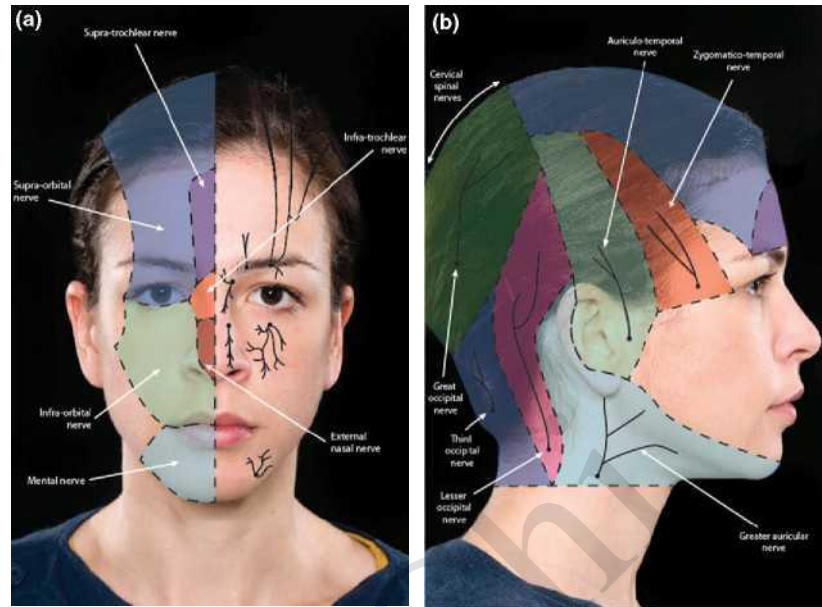 (a)
Supra-trochlear nerve
Infra-trochlear
nerve
Supra-orbital
nerve
Infra-orbital
nerve
External
nasal nerve
Mental nerve
(b)
Auriculo-temporal
nerve
Zygomatico-temporal
nerve
Cervical
spinal
nerves
Great
occipital
nerve
Third
occipital
nerve
Lesser
occipital
nerve
Greater auricular
nerve